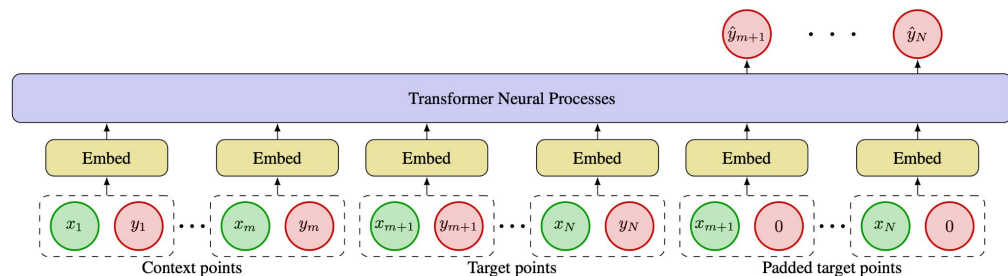 ŷ_{m+1} · · · ŷ_N
Transformer Neural Processes
Embed Embed Embed Embed Embed Embed
x_1 y_1 ··· x_m y_m x_{m+1} y_{m+1} ··· x_N y_N x_{m+1} 0 ··· x_N 0
Context points Target points Padded target points